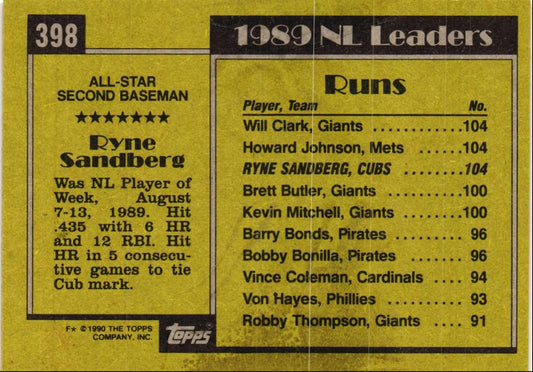 398
ALL-STAR
SECOND BASEMAN
★★★★★★★
Ryne
Sandberg
Was NL Player of
Week, August
7-13, 1989. Hit
.435 with 6 HR
and 12 RBI. Hit
HR in 5 consecu-
tive games to tie
Cub mark.
F★ ©1990 THE TOPPS
COMPANY, INC.
topps
1989 NL Leaders
Runs
Player, Team No.
Will Clark, Giants ...........104
Howard Johnson, Mets .....104
RYNE SANDBERG, CUBS .......104
Brett Butler, Giants ........100
Kevin Mitchell, Giants .....100
Barry Bonds, Pirates ....... 96
Bobby Bonilla, Pirates ..... 96
Vince Coleman, Cardinals .... 94
Von Hayes, Phillies ........ 93
Robby Thompson, Giants .... 91